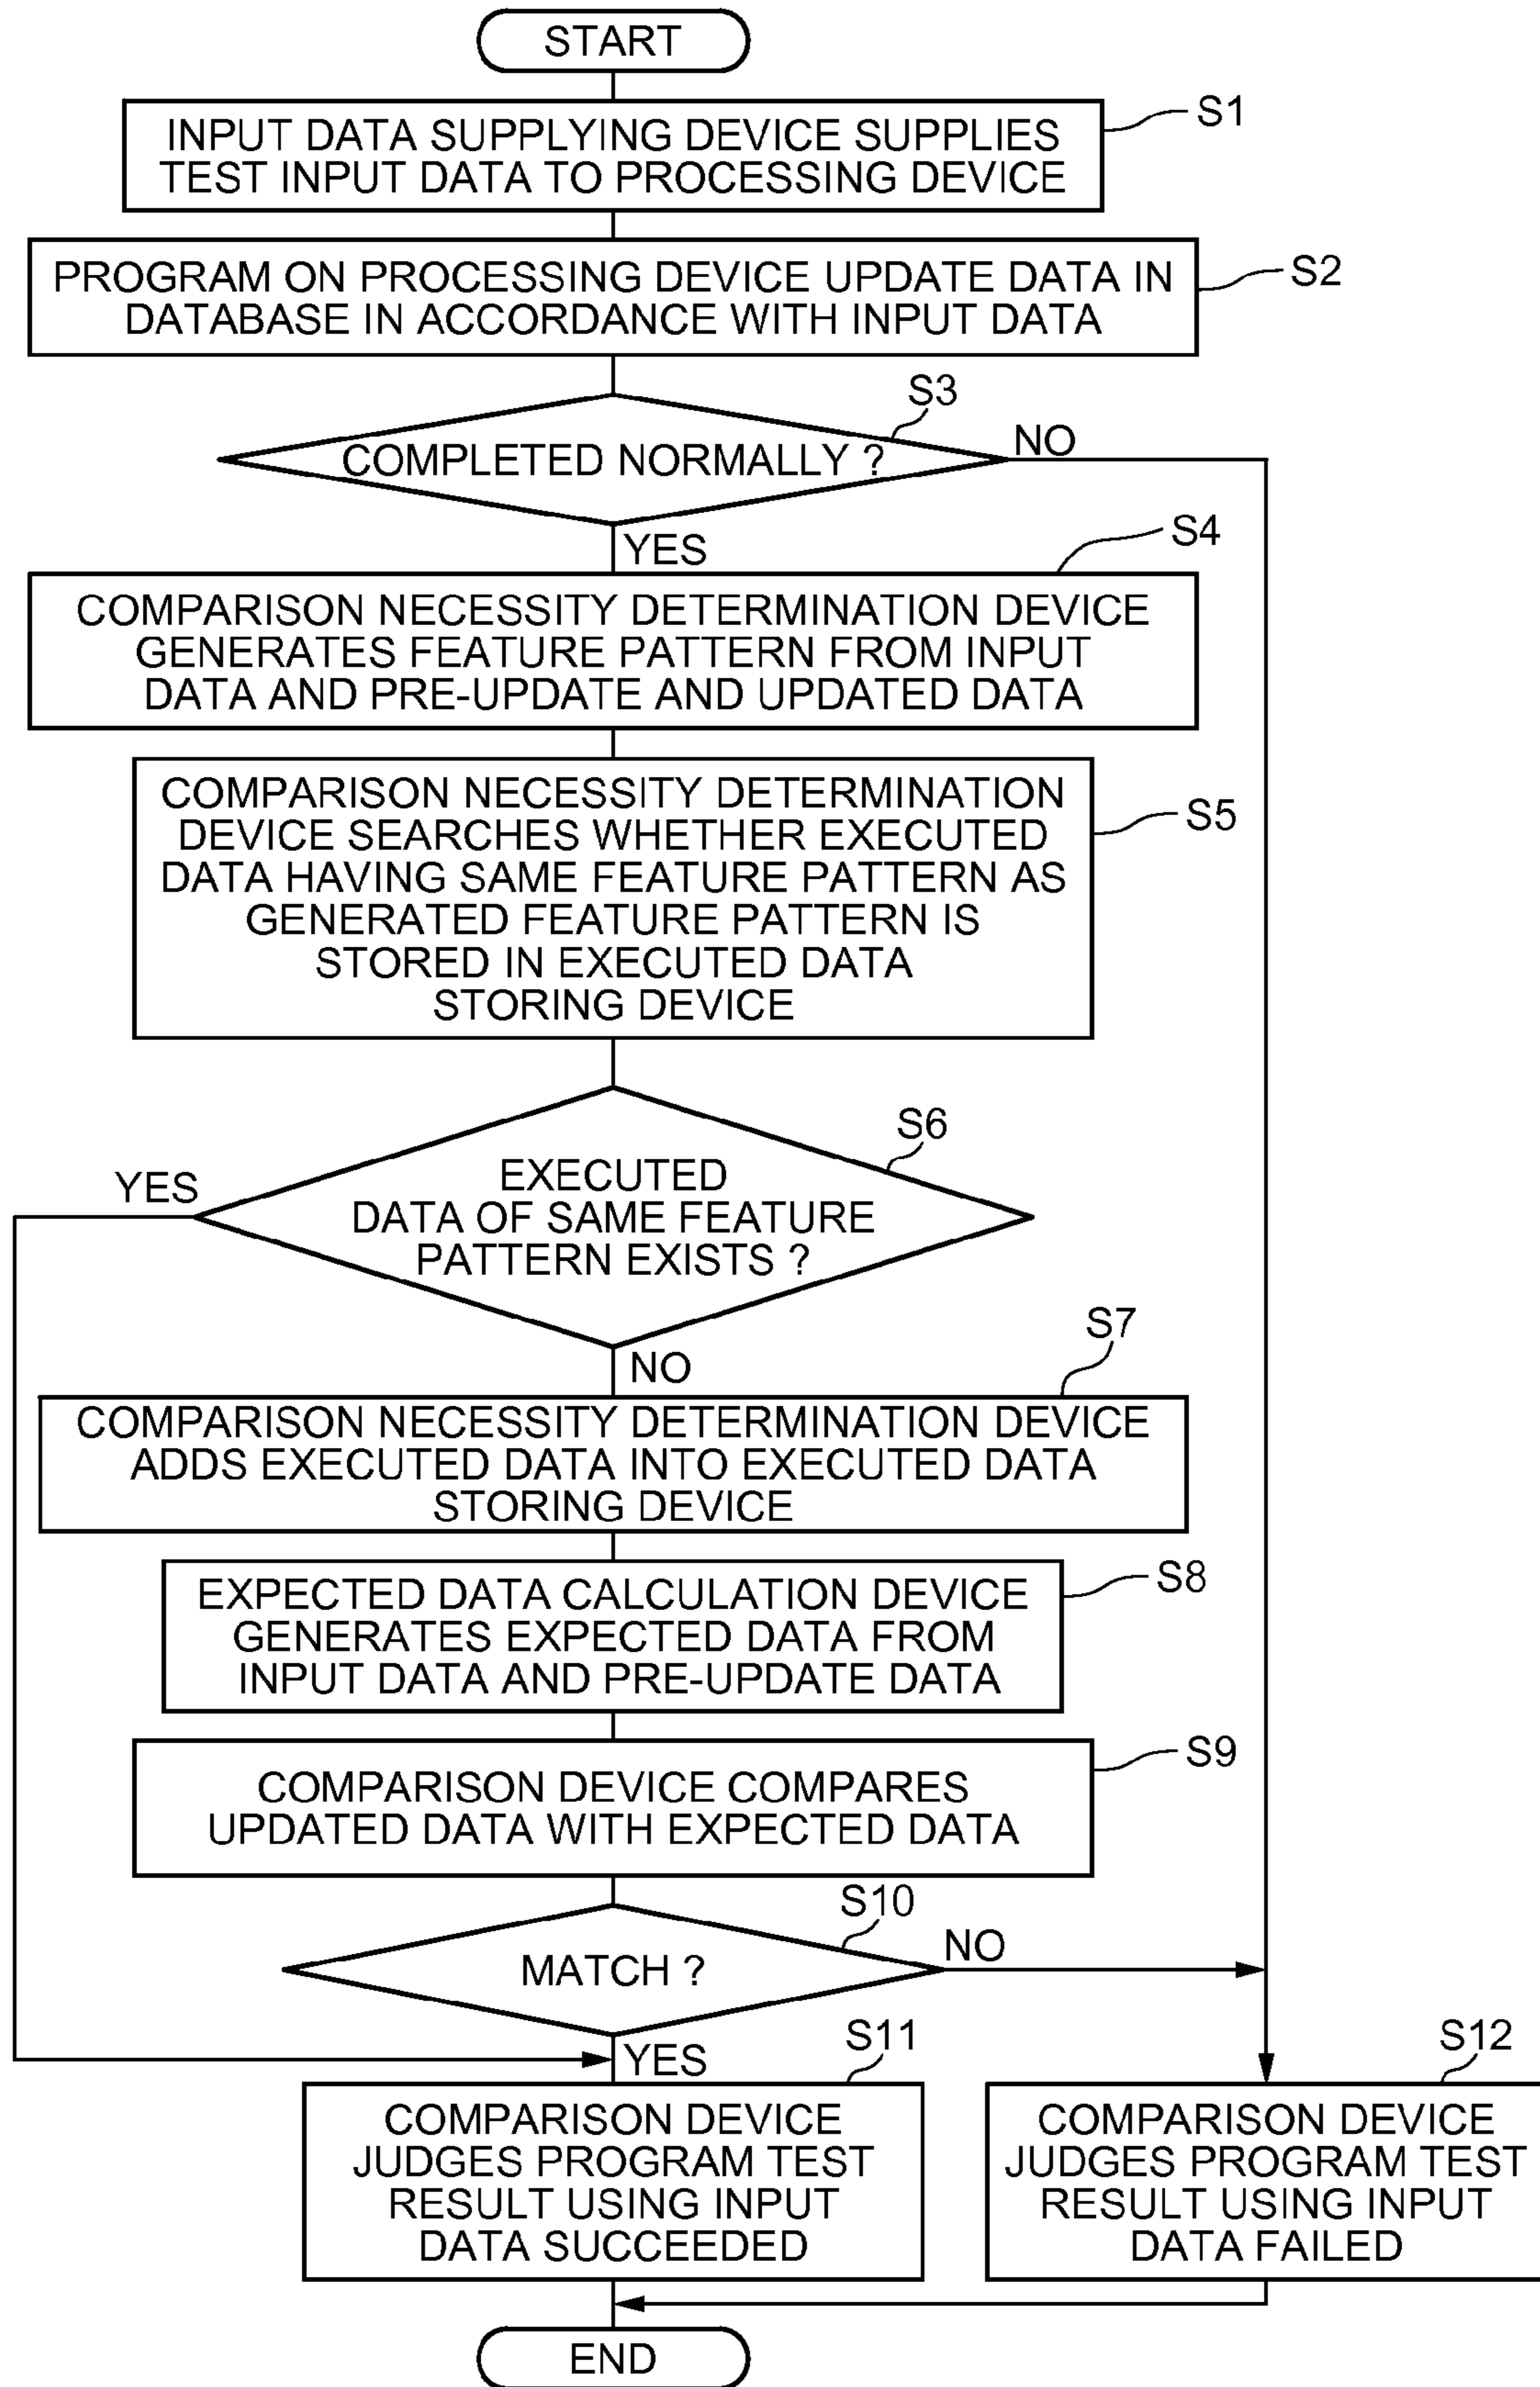 START
S1
INPUT DATA SUPPLYING DEVICE SUPPLIES
TEST INPUT DATA TO PROCESSING DEVICE
S2
PROGRAM ON PROCESSING DEVICE UPDATE DATA IN
DATABASE IN ACCORDANCE WITH INPUT DATA
S3
COMPLETED NORMALLY ?
NO
YES
S4
COMPARISON NECESSITY DETERMINATION DEVICE
GENERATES FEATURE PATTERN FROM INPUT
DATA AND PRE-UPDATE AND UPDATED DATA
S5
COMPARISON NECESSITY DETERMINATION
DEVICE SEARCHES WHETHER EXECUTED
DATA HAVING SAME FEATURE PATTERN AS
GENERATED FEATURE PATTERN IS
STORED IN EXECUTED DATA
STORING DEVICE
S6
YES
EXECUTED
DATA OF SAME FEATURE
PATTERN EXISTS ?
NO
S7
COMPARISON NECESSITY DETERMINATION DEVICE
ADDS EXECUTED DATA INTO EXECUTED DATA
STORING DEVICE
S8
EXPECTED DATA CALCULATION DEVICE
GENERATES EXPECTED DATA FROM
INPUT DATA AND PRE-UPDATE DATA
S9
COMPARISON DEVICE COMPARES
UPDATED DATA WITH EXPECTED DATA
S10
MATCH ?
NO
YES
S11
COMPARISON DEVICE
JUDGES PROGRAM TEST
RESULT USING INPUT
DATA SUCCEEDED
S12
COMPARISON DEVICE
JUDGES PROGRAM TEST
RESULT USING INPUT
DATA FAILED
END